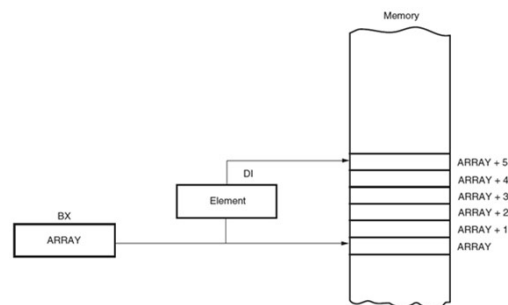 Memory
ARRAY + 5
DI
ARRAY + 4
Element
ARRAY + 3
BX
ARRAY + 2
ARRAY + 1
ARRAY
ARRAY